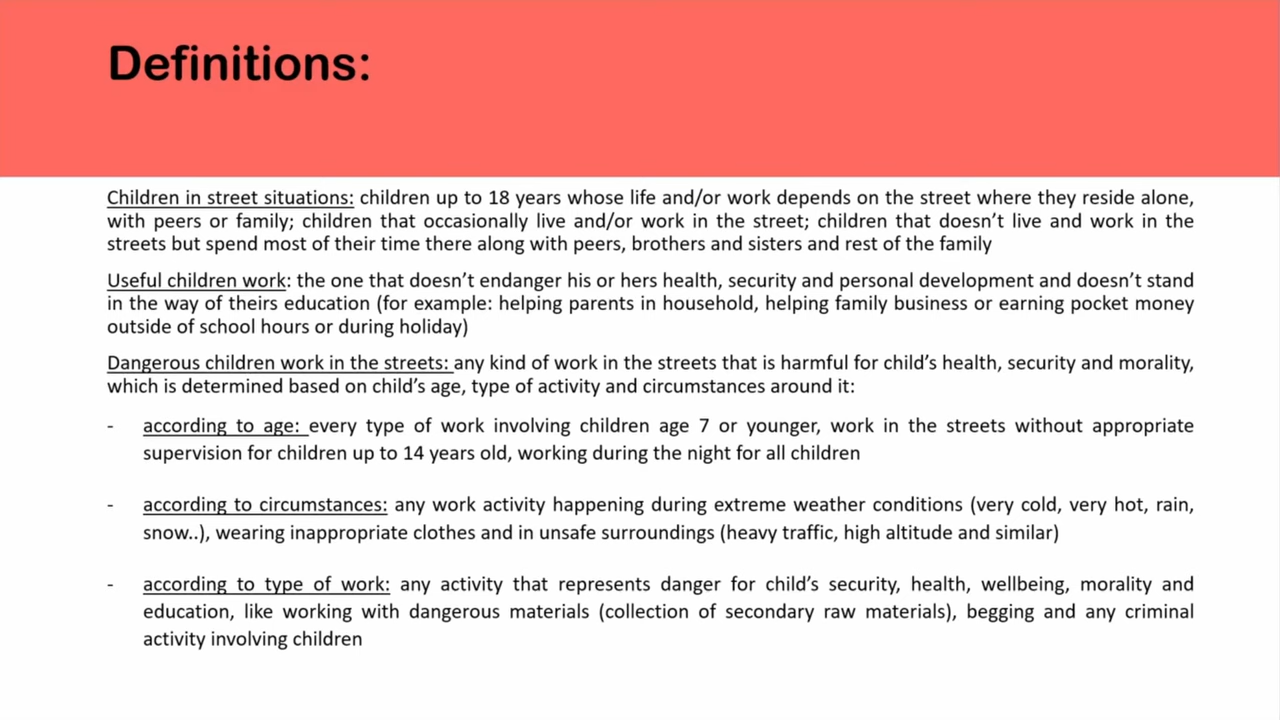 Definitions:
Children in street situations: children up to 18 years whose life and/or work depends on the street where they reside alone,
with peers or family; children that occasionally live and/or work in the street; children that doesn’t live and work in the
streets but spend most of their time there along with peers, brothers and sisters and rest of the family
Useful children work: the one that doesn’t endanger his or hers health, security and personal development and doesn’t stand
in the way of theirs education (for example: helping parents in household, helping family business or earning pocket money
outside of school hours or during holiday)
Dangerous children work in the streets: any kind of work in the streets that is harmful for child’s health, security and morality,
which is determined based on child’s age, type of activity and circumstances around it:
- according to age: every type of work involving children age 7 or younger, work in the streets without appropriate
supervision for children up to 14 years old, working during the night for all children
- according to circumstances: any work activity happening during extreme weather conditions (very cold, very hot, rain,
snow..), wearing inappropriate clothes and in unsafe surroundings (heavy traffic, high altitude and similar)
- according to type of work: any activity that represents danger for child’s security, health, wellbeing, morality and
education, like working with dangerous materials (collection of secondary raw materials), begging and any criminal
activity involving children